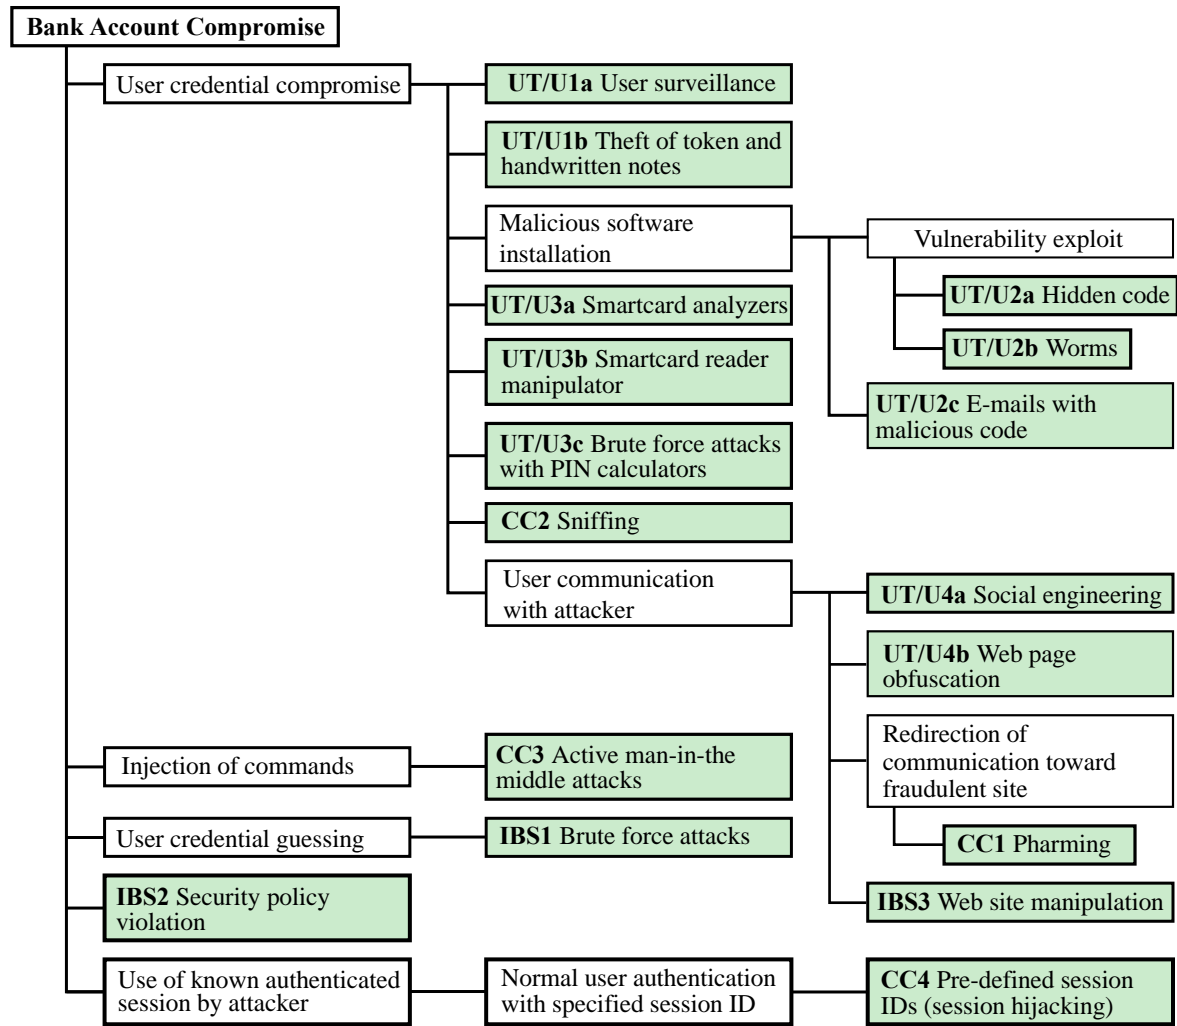 Bank Account Compromise
User credential compromise
UT/U1a User surveillance
UT/U1b Theft of token and
handwritten notes
Malicious software
installation
Vulnerability exploit
UT/U2a Hidden code
UT/U2b Worms
UT/U2c E-mails with
malicious code
UT/U3a Smartcard analyzers
UT/U3b Smartcard reader
manipulator
UT/U3c Brute force attacks
with PIN calculators
CC2 Sniffing
User communication
with attacker
UT/U4a Social engineering
UT/U4b Web page
obfuscation
Redirection of
communication toward
fraudulent site
CC1 Pharming
IBS3 Web site manipulation
Injection of commands
CC3 Active man-in-the
middle attacks
User credential guessing
IBS1 Brute force attacks
IBS2 Security policy
violation
Use of known authenticated
session by attacker
Normal user authentication
with specified session ID
CC4 Pre-defined session
IDs (session hijacking)